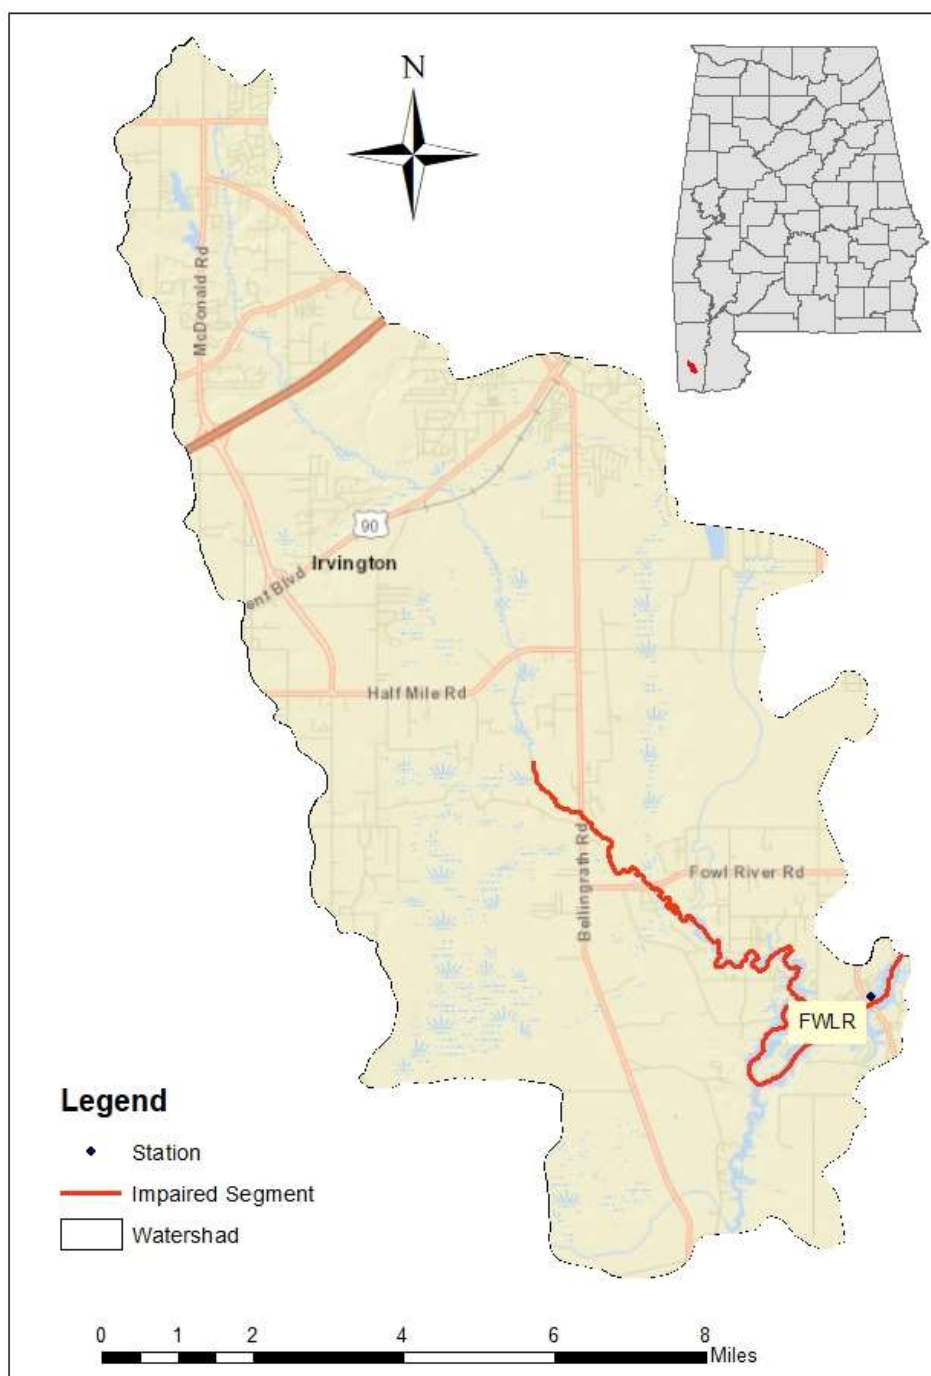 N
McDonald Rd
90
Irvington
ent Blvd
Half Mile Rd
Bellingrath Rd
Fowl River Rd
FWLR
Legend
Station
Impaired Segment
Watershad
0 1 2 4 6 8
Miles